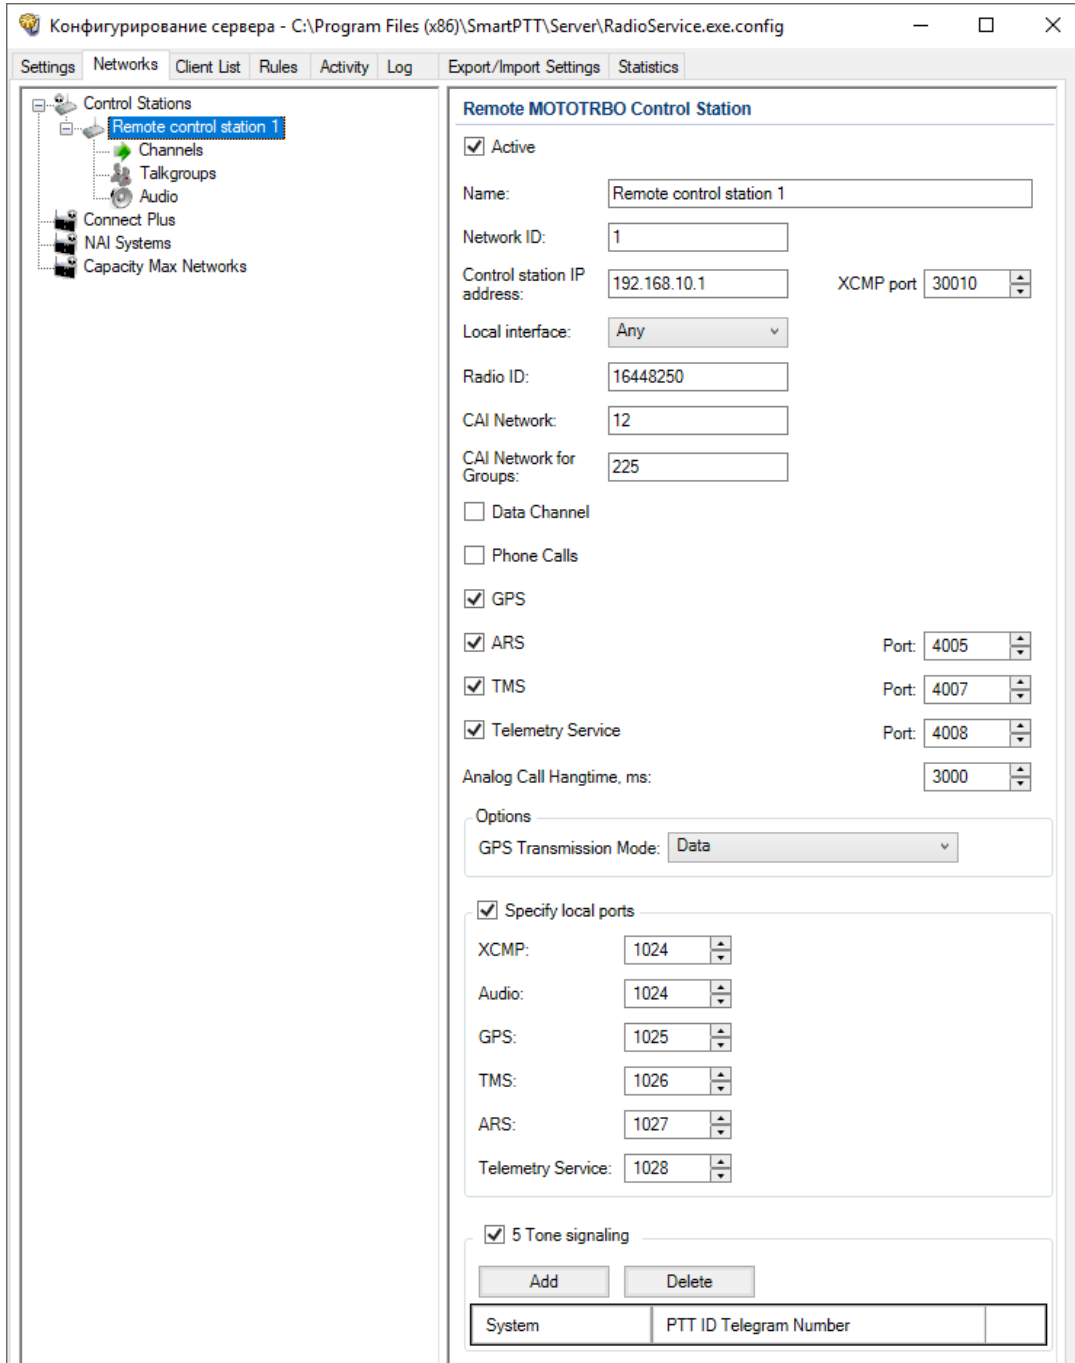 Конфигурирование сервера - C:\Program Files (x86)\SmartPTT\Server\RadioService.exe.config
Settings Networks Client List Rules Activity Log Export/Import Settings Statistics
Control Stations
Remote control station 1
Channels
Talkgroups
Audio
Connect Plus
NAI Systems
Capacity Max Networks
Remote MOTOTRBO Control Station
Active
Name: Remote control station 1
Network ID: 1
Control station IP
address: 192.168.10.1 XCMP port 30010
Local interface: Any
Radio ID: 16448250
CAI Network: 12
CAI Network for
Groups: 225
Data Channel
Phone Calls
GPS
ARS Port: 4005
TMS Port: 4007
Telemetry Service Port: 4008
Analog Call Hangtime, ms: 3000
Options
GPS Transmission Mode: Data
Specify local ports
XCMP: 1024
Audio: 1024
GPS: 1025
TMS: 1026
ARS: 1027
Telemetry Service: 1028
5 Tone signaling
Add Delete
System PTT ID Telegram Number